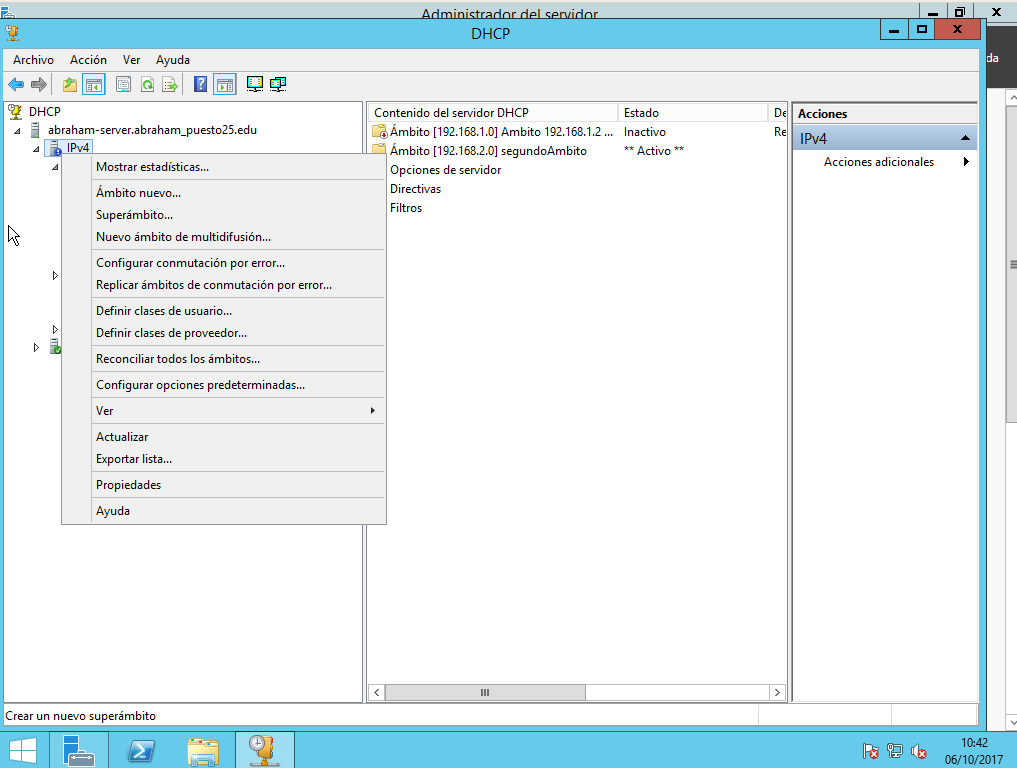 Administrador del servidor
DHCP
da
Archivo Acción Ver Ayuda
DHCP
abraham-server.abraham_puesto25.edu
IPv4
Mostrar estadísticas...
Ámbito nuevo...
Superámbito...
Nuevo ámbito de multidifusión...
Configurar conmutación por error...
Replicar ámbitos de conmutación por error...
Definir clases de usuario...
Definir clases de proveedor...
Reconciliar todos los ámbitos...
Configurar opciones predeterminadas...
Ver
Actualizar
Exportar lista...
Propiedades
Ayuda
Contenido del servidor DHCP Estado De
Ámbito [192.168.1.0] Ambito 192.168.1.2 ... Inactivo Re
Ámbito [192.168.2.0] segundoAmbito ** Activo **
Opciones de servidor
Directivas
Filtros
Acciones
IPv4
Acciones adicionales
Crear un nuevo superámbito
10:42
06/10/2017